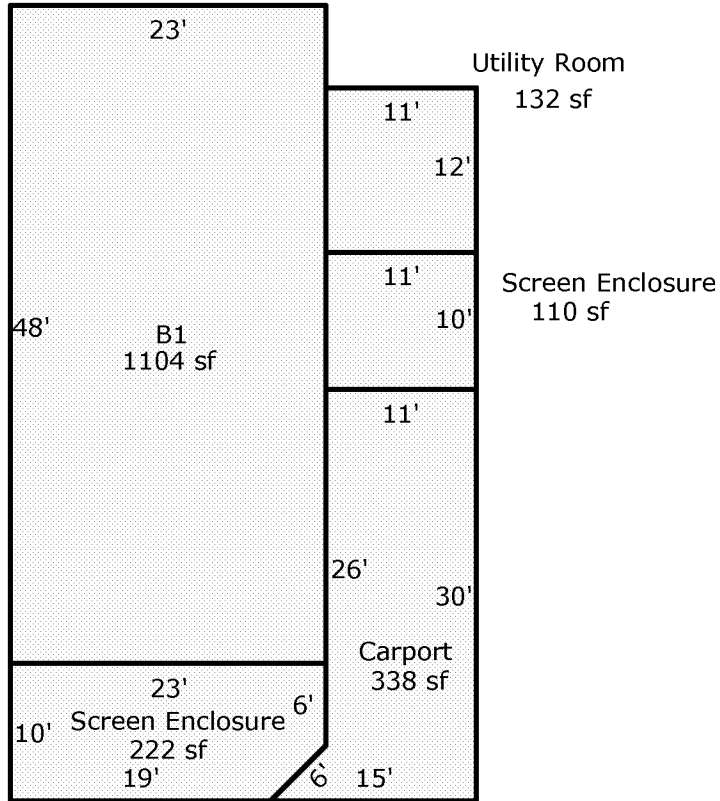 23'
Utility Room
132 sf
11'
12'
11'
Screen Enclosure
110 sf
10'
48'
B1
1104 sf
11'
26'
30'
Carport
338 sf
23'
6'
10'
Screen Enclosure
222 sf
19'
6'
15'